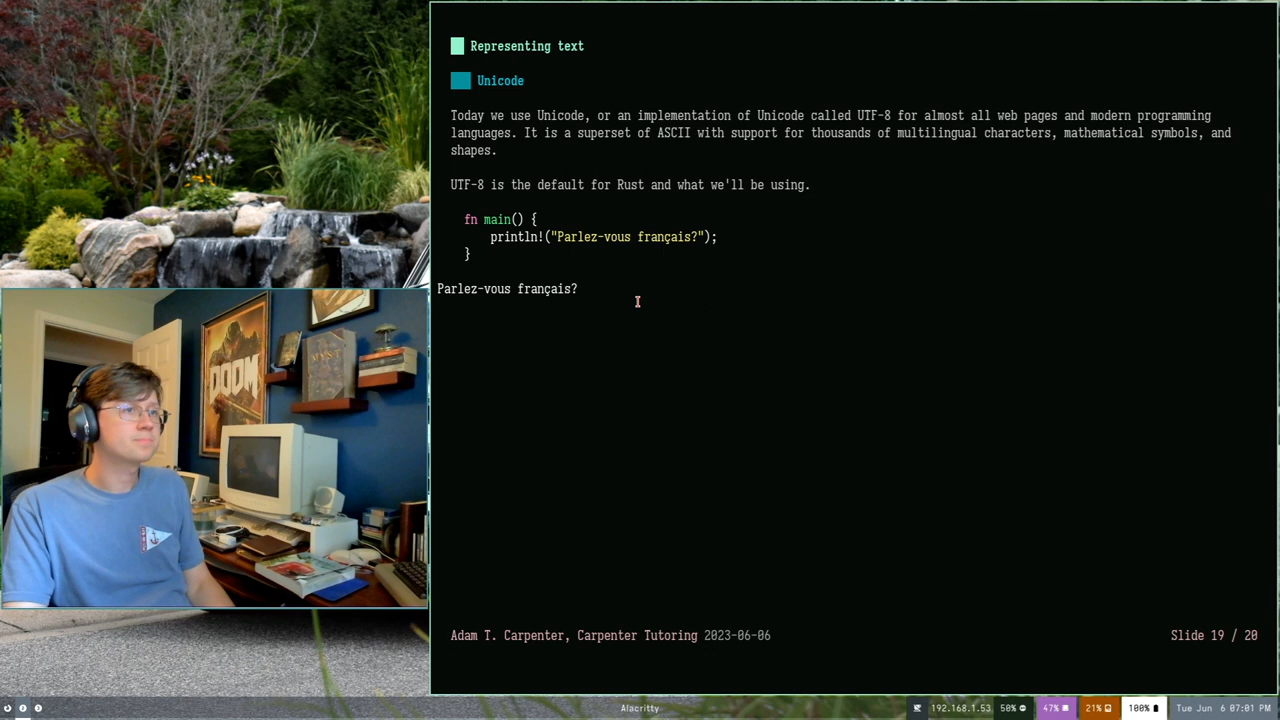 Representing text
Unicode
Today we use Unicode, or an implementation of Unicode called UTF-8 for almost all web pages and modern programming
languages. It is a superset of ASCII with support for thousands of multilingual characters, mathematical symbols, and
shapes.
UTF-8 is the default for Rust and what we'll be using.
fn main() {
println!("Parlez-vous français?");
}
Parlez-vous français?
DOOM
MYST
Adam T. Carpenter, Carpenter Tutoring 2023-06-06
Slide 19 / 20
Alacritty
192.168.1.53
50%
47%
21%
100%
Tue Jun 6 07:01 PM